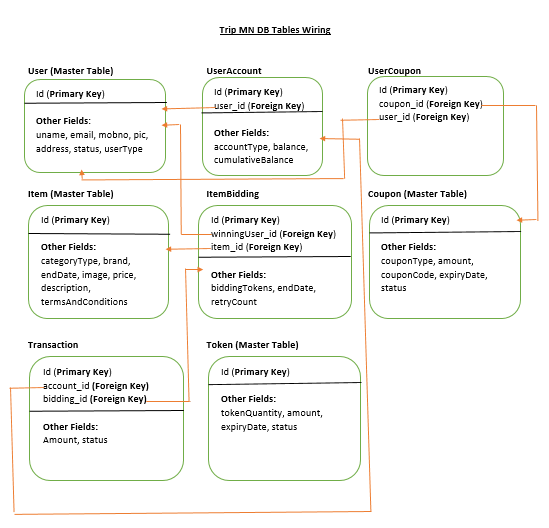 Trip MN DB Tables Wiring
User (Master Table)
Id (Primary Key)
Other Fields:
uname, email, mobno, pic,
address, status, userType
UserAccount
Id (Primary Key)
user_id (Foreign Key)
Other Fields:
accountType, balance,
cumulativeBalance
UserCoupon
Id (Primary Key)
coupon_id (Foreign Key)
user_id (Foreign Key)
Item (Master Table)
Id (Primary Key)
Other Fields:
categoryType, brand,
endDate, image, price,
description,
termsAndConditions
ItemBidding
Id (Primary Key)
winningUser_id (Foreign Key)
item_id (Foreign Key)
Other Fields:
biddingTokens, endDate,
retryCount
Coupon (Master Table)
Id (Primary Key)
Other Fields:
couponType, amount,
couponCode, expiryDate,
status
Transaction
Id (Primary Key)
account_id (Foreign Key)
bidding_id (Foreign Key)
Other Fields:
Amount, status
Token (Master Table)
Id (Primary Key)
Other Fields:
tokenQuantity, amount,
expiryDate, status